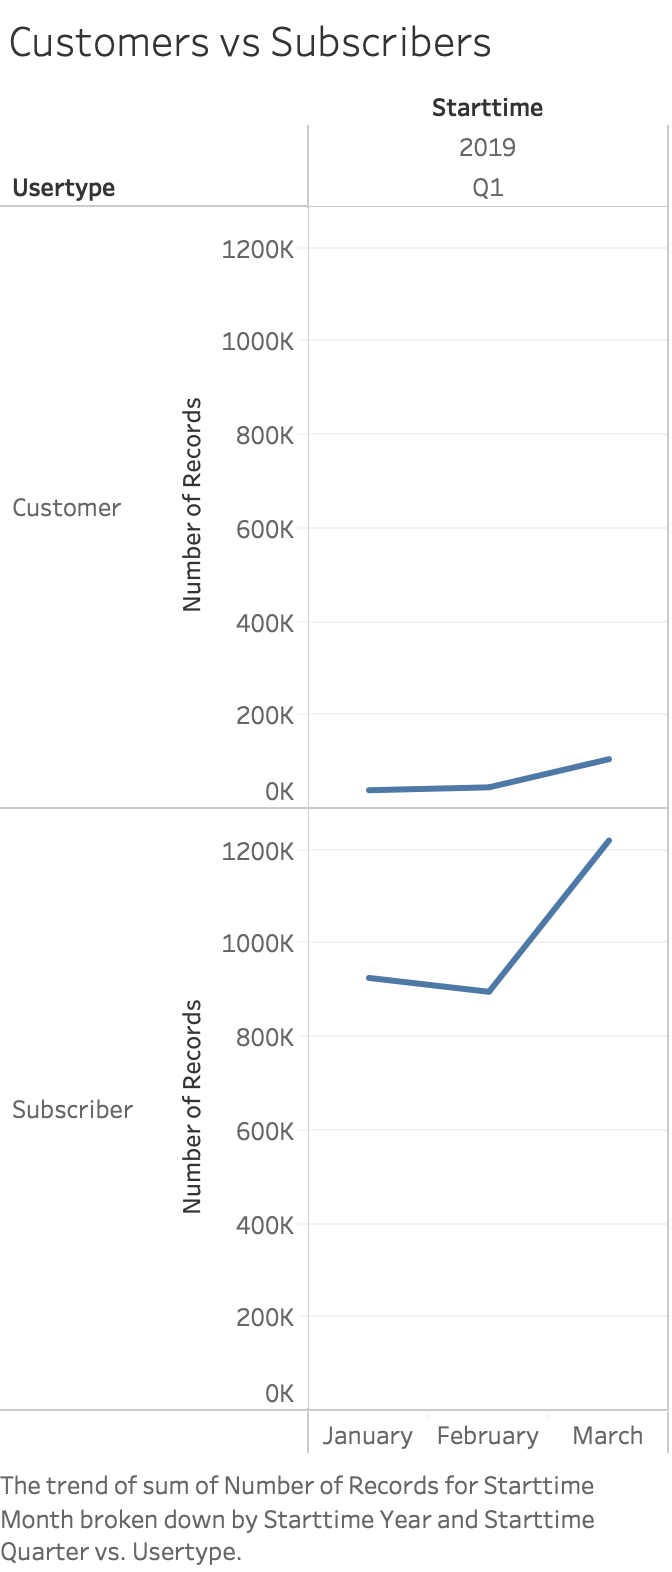 Customers vs Subscribers
Starttime
2019
Usertype
Q1
1200K
1000K
800K
600K
400K
200K
0K
Number of Records
Customer
1200K
1000K
800K
600K
400K
200K
0K
Number of Records
Subscriber
January February March
The trend of sum of Number of Records for Starttime
Month broken down by Starttime Year and Starttime
Quarter vs. Usertype.